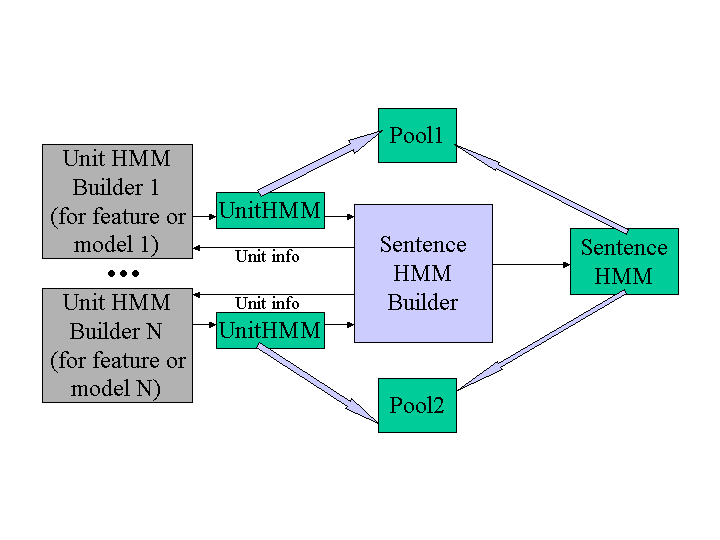 Pool1
Unit HMM
Builder 1
(for feature or
model 1)
UnitHMM
Unit info
Sentence
HMM
Builder
Sentence
HMM
•••
Unit HMM
Builder N
(for feature or
model N)
Unit info
UnitHMM
Pool2